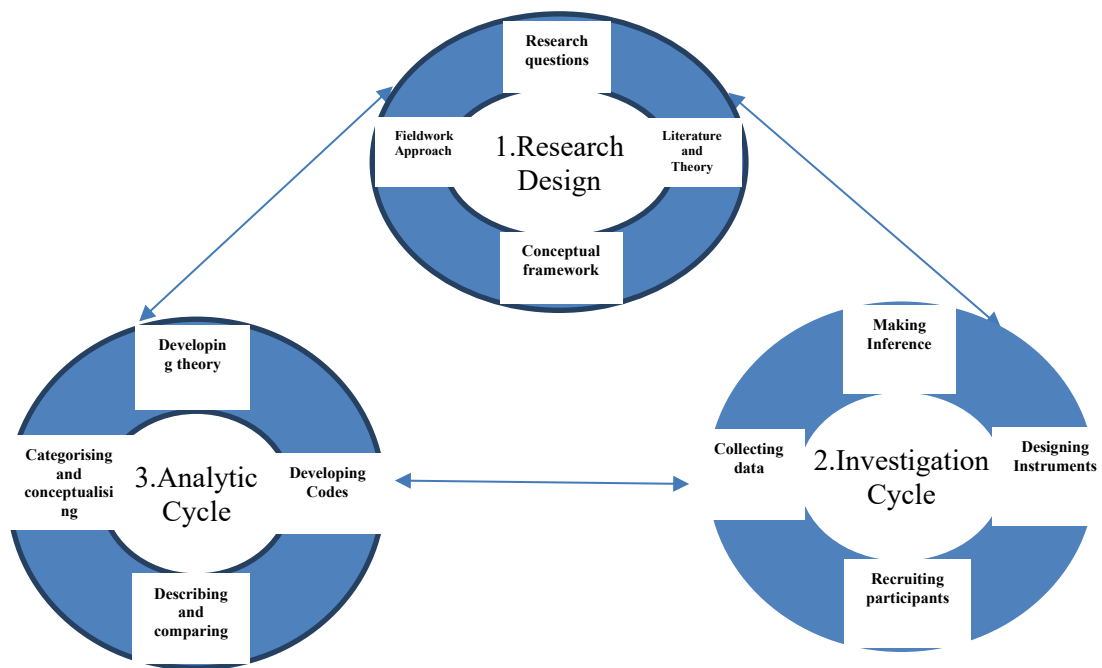 Research
questions
Fieldwork
Approach
1.Research
Design
Literature
and
Theory
Conceptual
framework
Developin
g theory
Categorising
and
conceptualisi
ng
3.Analytic
Cycle
Developing
Codes
Describing
and
comparing
Making
Inference
Collecting
data
2.Investigation
Cycle
Designing
Instruments
Recruiting
participants